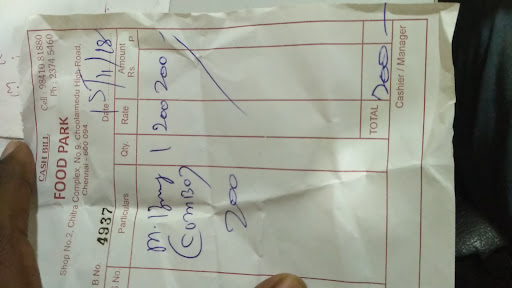 CASH BILL
Cell : 98410 81880
Ph : 2374 5460
FOOD PARK
Shop No.2, Chitra Complex, No.9, Choolaimedu High Road,
Chennai - 600 094
B.No. 4937 Date 15/11/18
S.No. Particulars Qty. Rate Amount
Rs. P.
1 200 200
(COMBO)
200
TOTAL 200
Cashier / Manager